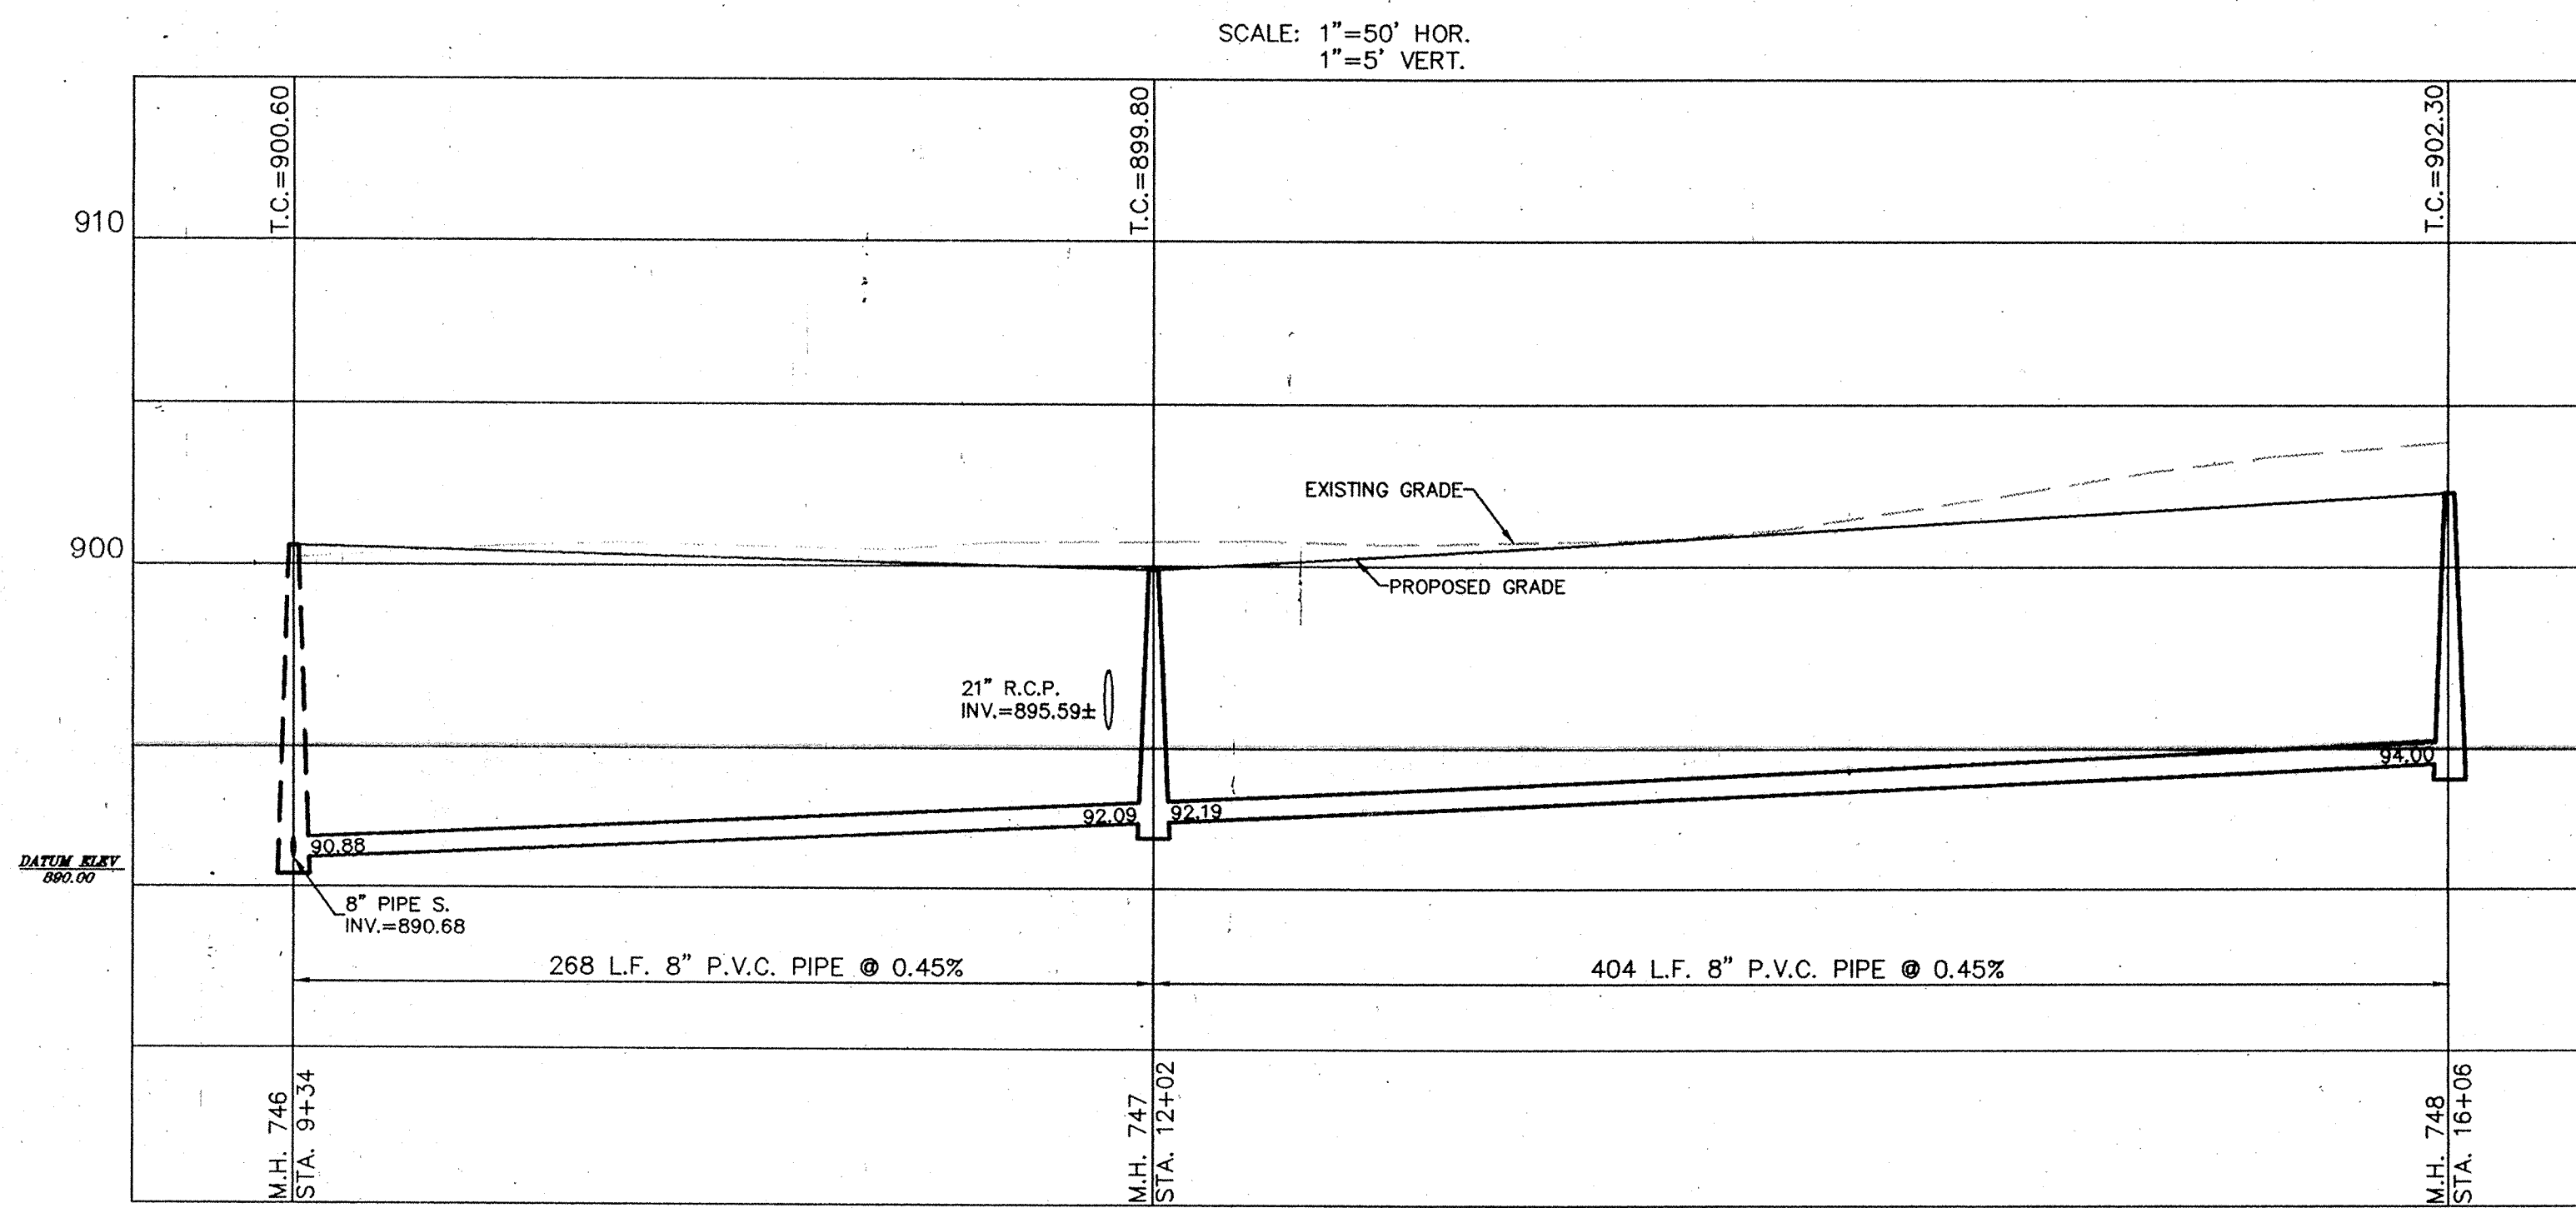 SCALE: 1"=50' HOR.
1"=5' VERT.
T.C.=900.60
T.C.=899.80
T.C.=902.30
910
900
EXISTING GRADE
PROPOSED GRADE
21" R.C.P.
INV.=895.59±
90.88
92.09
92.19
94.00
DATUM ELEV
890.00
8" PIPE S.
INV.=890.68
268 L.F. 8" P.V.C. PIPE @ 0.45%
404 L.F. 8" P.V.C. PIPE @ 0.45%
M.H. 746
STA. 9+34
M.H. 747
STA. 12+02
M.H. 748
STA. 16+06